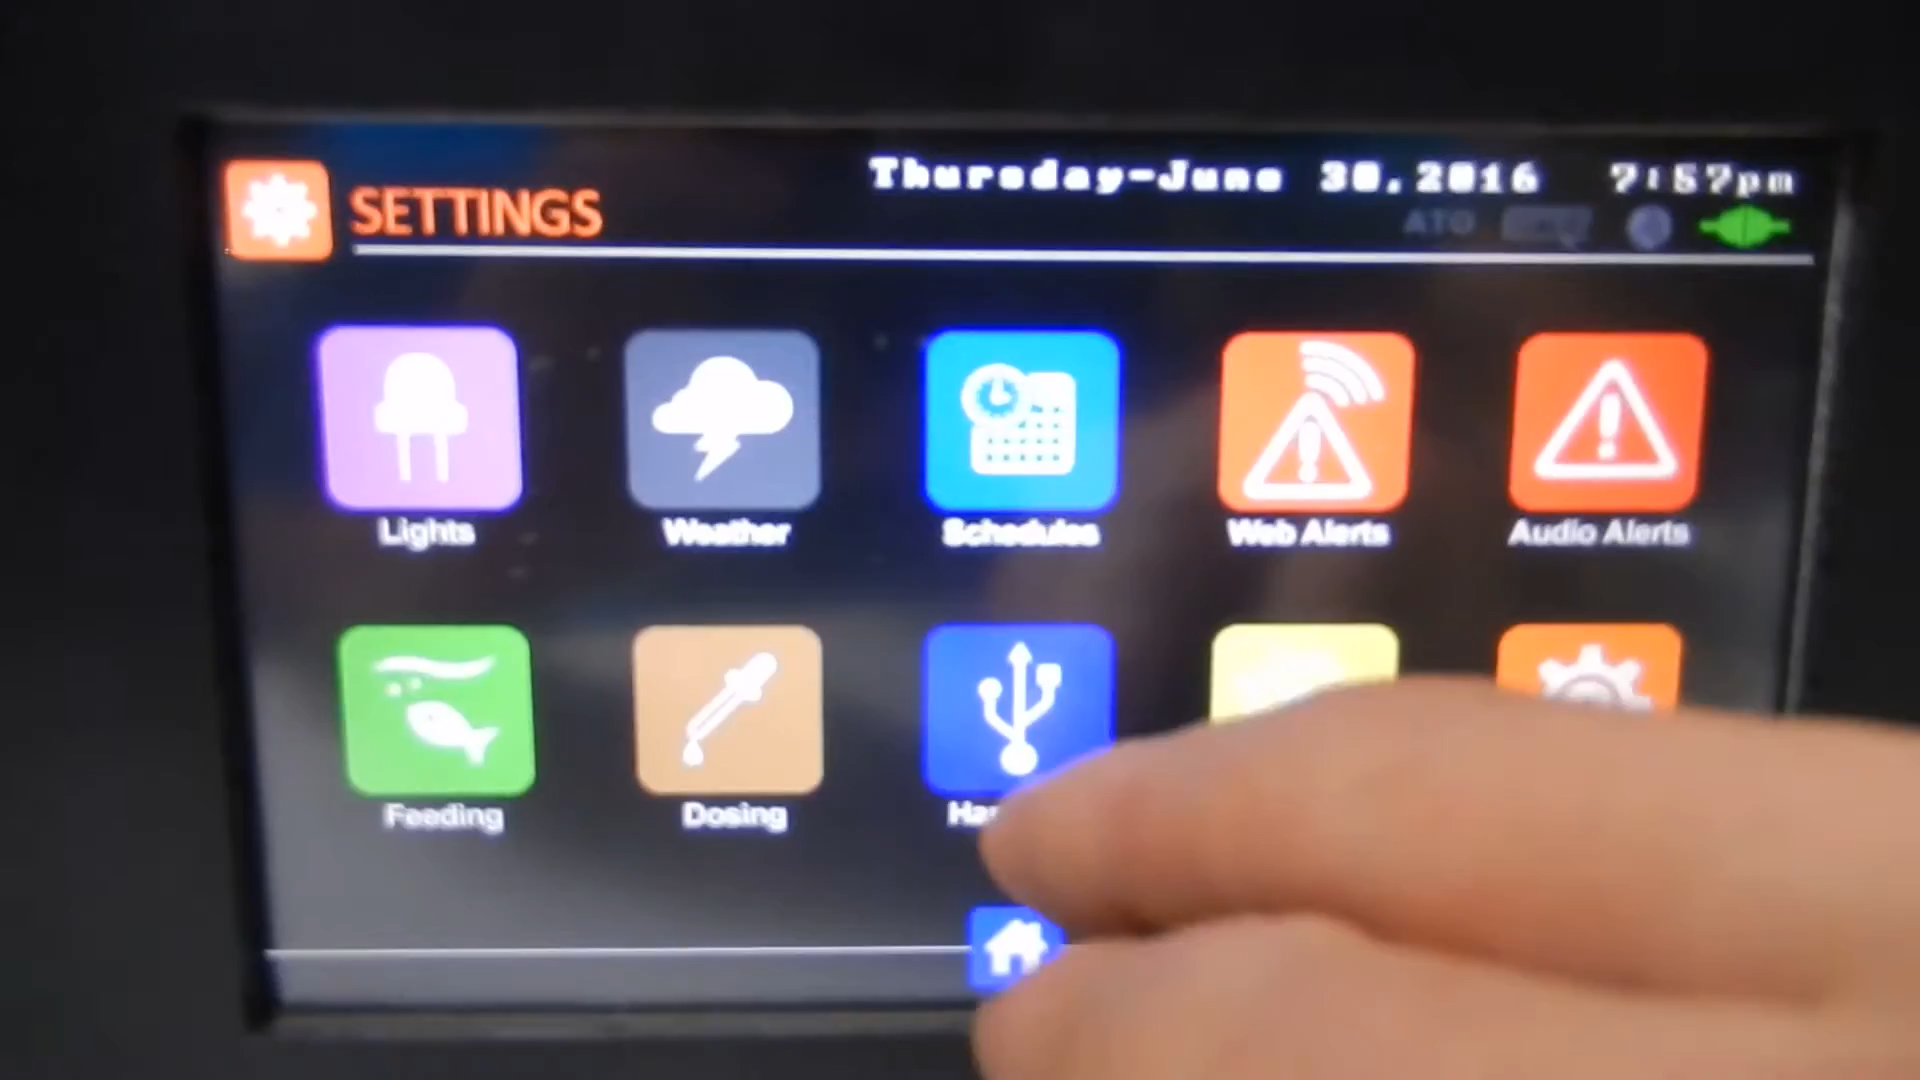 Thursday-June 30,2016 7:57pm
SETTINGS
ATO
Lights Weather Schedules Web Alerts Audio Alerts
Feeding Dosing